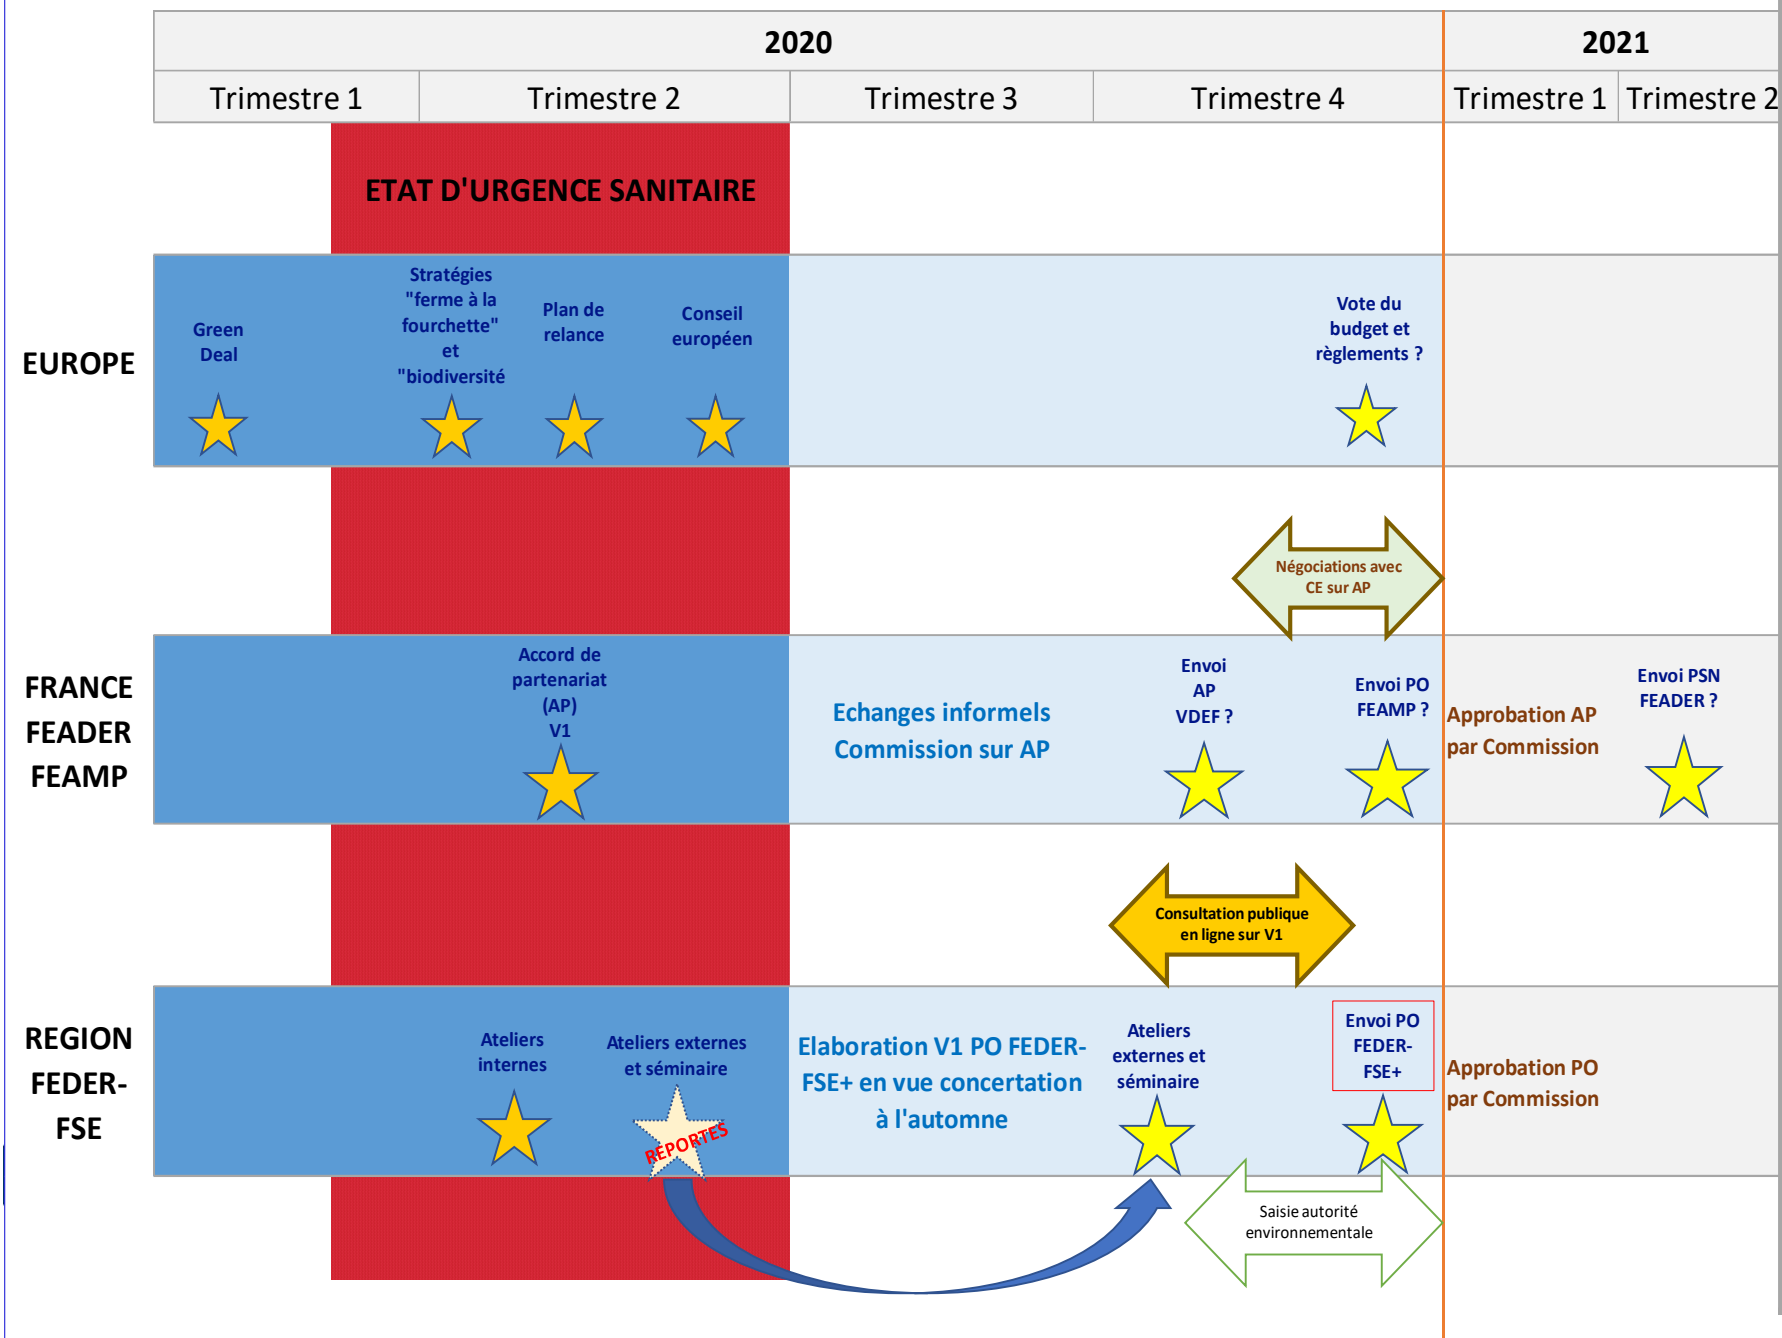 2020
2021
Trimestre 1
Trimestre 2
Trimestre 3
Trimestre 4
Trimestre 1
Trimestre 2
ETAT D'URGENCE SANITAIRE
EUROPE
Green
Deal
Stratégies
"ferme à la
fourchette"
et
"biodiversité
Plan de
relance
Conseil
européen
Vote du
budget et
règlements ?
Négociations avec
CE sur AP
FRANCE
FEADER
FEAMP
Accord de
partenariat
(AP)
V1
Echanges informels
Commission sur AP
Envoi
AP
VDEF ?
Envoi PO
FEAMP ?
Approbation AP
par Commission
Envoi PSN
FEADER ?
Consultation publique
en ligne sur V1
REGION
FEDER-
FSE
Ateliers
internes
Ateliers externes
et séminaire
REPORTES
Elaboration V1 PO FEDER-
FSE+ en vue concertation
à l'automne
Ateliers
externes et
séminaire
Envoi PO
FEDER-
FSE+
Approbation PO
par Commission
Saisie autorité
environnementale